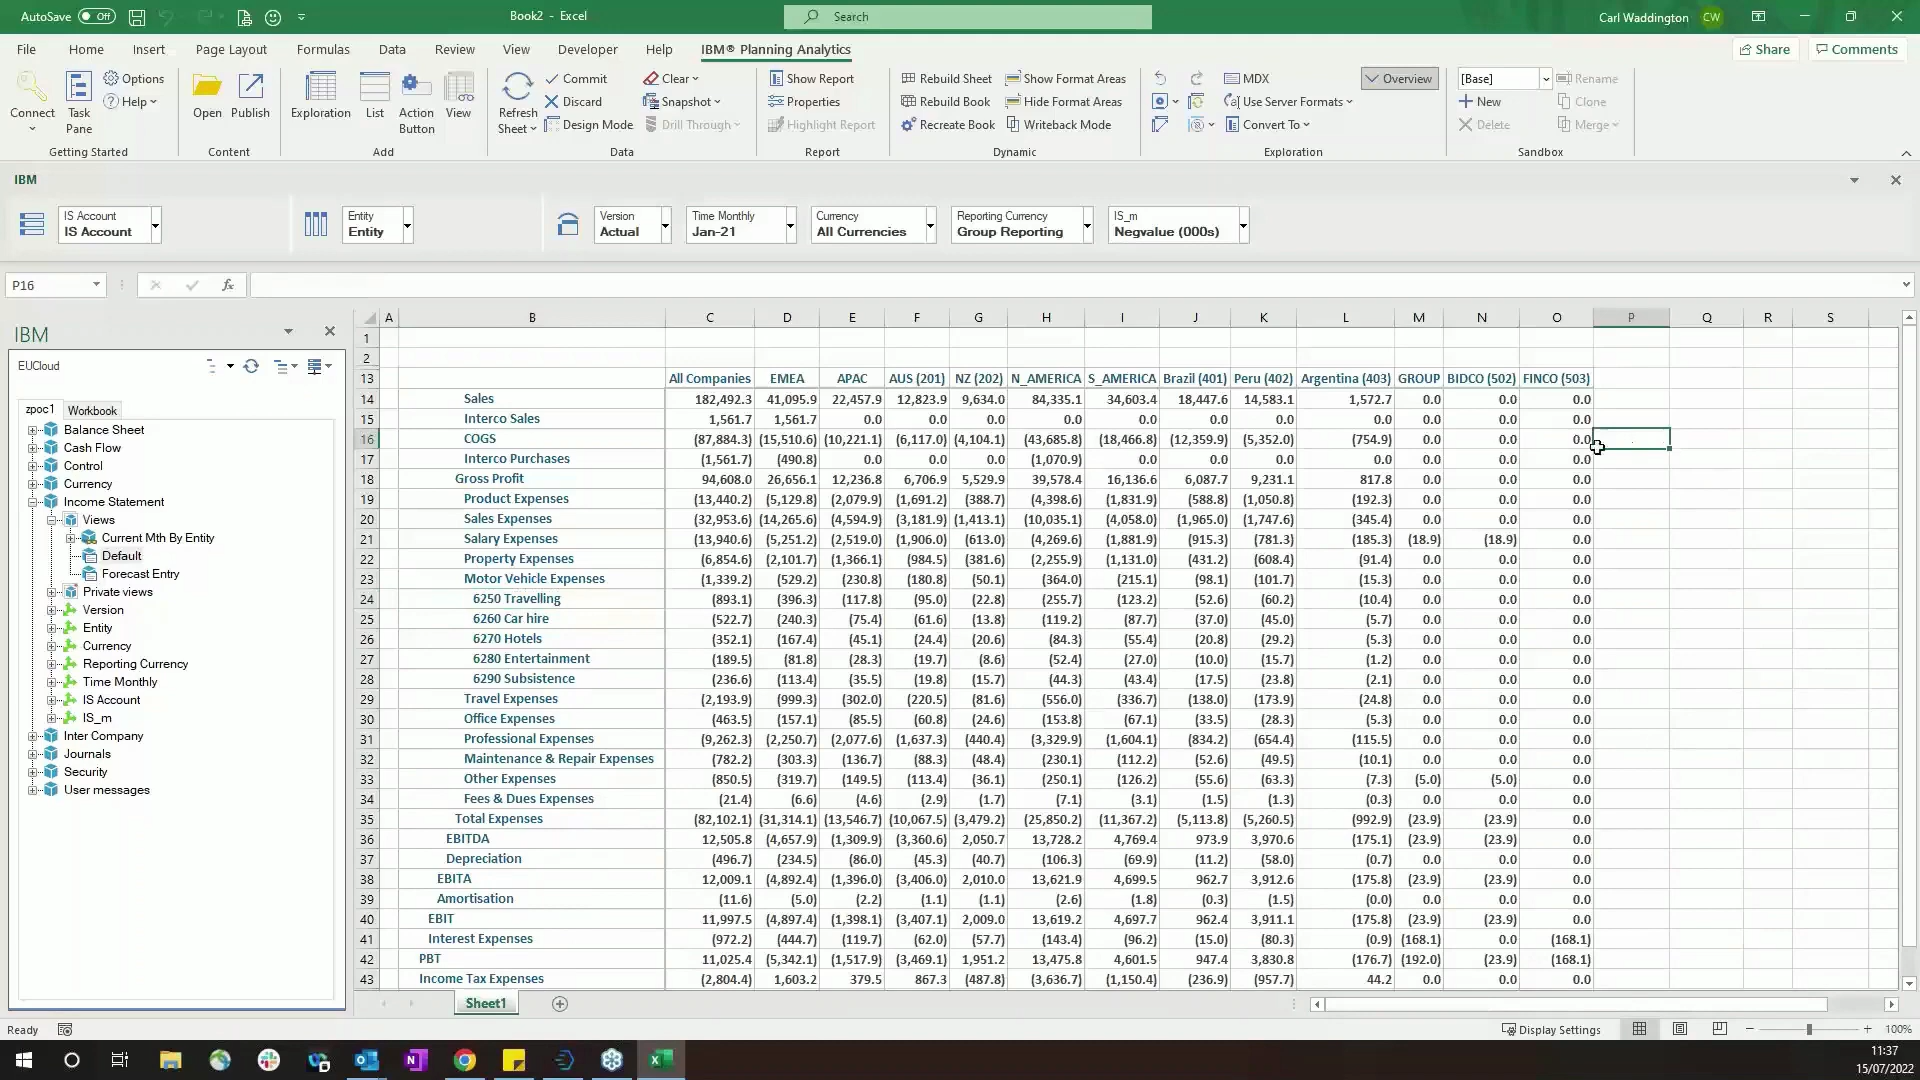 AutoSave Off Book2 - Excel Search Carl Waddington CW
File Home Insert Page Layout Formulas Data Review View Developer Help IBM® Planning Analytics Share Comments
Connect Task Pane Options Help
Getting Started
Open Publish
Content
Exploration List Action Button View
Add
Refresh Sheet Commit Discard Design Mode Clear Snapshot Drill Through
Data
Show Report Properties Highlight Report
Report
Rebuild Sheet Rebuild Book Recreate Book Show Format Areas Hide Format Areas Writeback Mode
Dynamic
MDX Use Server Formats Convert To Overview
Exploration
[Base] New Delete Rename Clone Merge
Sandbox
IBM
IS Account Entity Version Time Monthly Currency Reporting Currency IS_m
IS Account Entity Actual Jan-21 All Currencies Group Reporting Negvalue (000s)
P16 fx
IBM
EUCloud
zpoc1 Workbook
Balance Sheet
Cash Flow
Control
Currency
Income Statement
Views
Current Mth By Entity
Default
Forecast Entry
Private views
Version
Entity
Currency
Reporting Currency
Time Monthly
IS Account
IS_m
Inter Company
Journals
Security
User messages
A B C D E F G H I J K L M N O P Q R S
1
2
13 All Companies EMEA APAC AUS (201) NZ (202) N_AMERICA S_AMERICA Brazil (401) Peru (402) Argentina (403) GROUP BIDCO (502) FINCO (503)
14 Sales 182,492.3 41,095.9 22,457.9 12,823.9 9,634.0 84,335.1 34,603.4 18,447.6 14,583.1 1,572.7 0.0 0.0 0.0
15 Interco Sales 1,561.7 1,561.7 0.0 0.0 0.0 0.0 0.0 0.0 0.0 0.0 0.0 0.0 0.0
16 COGS (87,884.3) (15,510.6) (10,221.1) (6,117.0) (4,104.1) (43,685.8) (18,466.8) (12,359.9) (5,352.0) (754.9) 0.0 0.0 0.0
17 Interco Purchases (1,561.7) (490.8) 0.0 0.0 0.0 (1,070.9) 0.0 0.0 0.0 0.0 0.0 0.0 0.0
18 Gross Profit 94,608.0 26,656.1 12,236.8 6,706.9 5,529.9 39,578.4 16,136.6 6,087.7 9,231.1 817.8 0.0 0.0 0.0
19 Product Expenses (13,440.2) (5,129.8) (2,079.9) (1,691.2) (388.7) (4,398.6) (1,831.9) (588.8) (1,050.8) (192.3) 0.0 0.0 0.0
20 Sales Expenses (32,953.6) (14,265.6) (4,594.9) (3,181.9) (1,413.1) (10,035.1) (4,058.0) (1,965.0) (1,747.6) (345.4) 0.0 0.0 0.0
21 Salary Expenses (13,940.6) (5,251.2) (2,519.0) (1,906.0) (613.0) (4,269.6) (1,881.9) (915.3) (781.3) (185.3) (18.9) (18.9) 0.0
22 Property Expenses (6,854.6) (2,101.7) (1,366.1) (984.5) (381.6) (2,255.9) (1,131.0) (431.2) (608.4) (91.4) 0.0 0.0 0.0
23 Motor Vehicle Expenses (1,339.2) (529.2) (230.8) (180.8) (50.1) (364.0) (215.1) (98.1) (101.7) (15.3) 0.0 0.0 0.0
24 6250 Travelling (893.1) (396.3) (117.8) (95.0) (22.8) (255.7) (123.2) (52.6) (60.2) (10.4) 0.0 0.0 0.0
25 6260 Car hire (522.7) (240.3) (75.4) (61.6) (13.8) (119.2) (87.7) (37.0) (45.0) (5.7) 0.0 0.0 0.0
26 6270 Hotels (352.1) (167.4) (45.1) (24.4) (20.6) (84.3) (55.4) (20.8) (29.2) (5.3) 0.0 0.0 0.0
27 6280 Entertainment (189.5) (81.8) (28.3) (19.7) (8.6) (52.4) (27.0) (10.0) (15.7) (1.2) 0.0 0.0 0.0
28 6290 Subsistence (236.6) (113.4) (35.5) (19.8) (15.7) (44.3) (43.4) (17.5) (23.8) (2.1) 0.0 0.0 0.0
29 Travel Expenses (2,193.9) (999.3) (302.0) (220.5) (81.6) (556.0) (336.7) (138.0) (173.9) (24.8) 0.0 0.0 0.0
30 Office Expenses (463.5) (157.1) (85.5) (60.8) (24.6) (153.8) (67.1) (33.5) (28.3) (5.3) 0.0 0.0 0.0
31 Professional Expenses (9,262.3) (2,250.7) (2,077.6) (1,637.3) (440.4) (3,329.9) (1,604.1) (834.2) (654.4) (115.5) 0.0 0.0 0.0
32 Maintenance & Repair Expenses (782.2) (303.3) (136.7) (88.3) (48.4) (230.1) (112.2) (52.6) (49.5) (10.1) 0.0 0.0 0.0
33 Other Expenses (850.5) (319.7) (149.5) (113.4) (36.1) (250.1) (126.2) (55.6) (63.3) (7.3) (5.0) (5.0) 0.0
34 Fees & Dues Expenses (21.4) (6.6) (4.6) (2.9) (1.7) (7.1) (3.1) (1.5) (1.3) (0.3) 0.0 0.0 0.0
35 Total Expenses (82,102.1) (31,314.1) (13,546.7) (10,067.5) (3,479.2) (25,850.2) (11,367.2) (5,113.8) (5,260.5) (992.9) (23.9) (23.9) 0.0
36 EBITDA 12,505.8 (4,657.9) (1,309.9) (3,360.6) 2,050.7 13,728.2 4,769.4 973.9 3,970.6 (175.1) (23.9) (23.9) 0.0
37 Depreciation (496.7) (234.5) (86.0) (45.3) (40.7) (106.3) (69.9) (11.2) (58.0) (0.7) 0.0 0.0 0.0
38 EBITA 12,009.1 (4,892.4) (1,396.0) (3,406.0) 2,010.0 13,621.9 4,699.5 962.7 3,912.6 (175.8) (23.9) (23.9) 0.0
39 Amortisation (11.6) (5.0) (2.2) (1.1) (1.1) (2.6) (1.8) (0.3) (1.5) (0.0) 0.0 0.0 0.0
40 EBIT 11,997.5 (4,897.4) (1,398.1) (3,407.1) 2,009.0 13,619.2 4,697.7 962.4 3,911.1 (175.8) (23.9) (23.9) 0.0
41 Interest Expenses (972.2) (444.7) (119.7) (62.0) (57.7) (143.4) (96.2) (15.0) (80.3) (0.9) (168.1) 0.0 (168.1)
42 PBT 11,025.4 (5,342.1) (1,517.9) (3,469.1) 1,951.2 13,475.8 4,601.5 947.4 3,830.8 (176.7) (192.0) (23.9) (168.1)
43 Income Tax Expenses (2,804.4) 1,603.2 379.5 867.3 (487.8) (3,636.7) (1,150.4) (236.9) (957.7) 44.2 0.0 0.0 0.0
Sheet1
Ready Display Settings 100%
11:37
15/07/2022